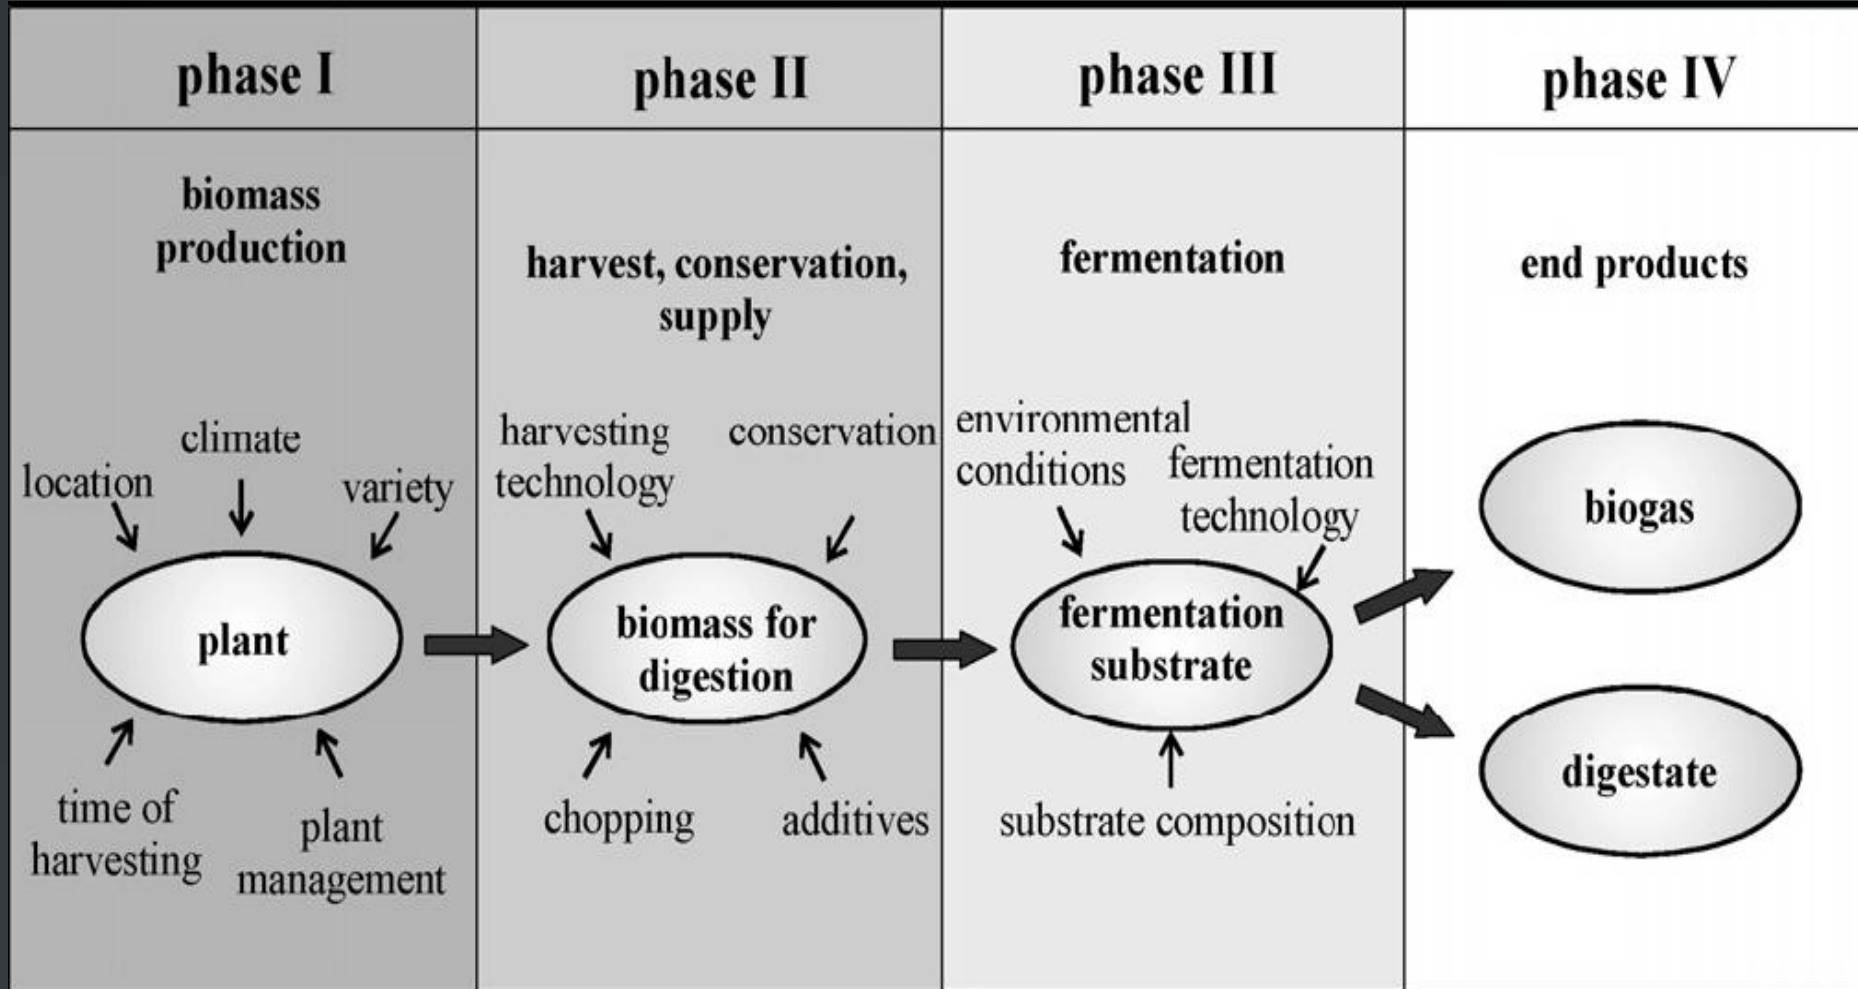 phase I
phase II
phase III
phase IV
biomass
production
harvest, conservation,
supply
fermentation
end products
location
climate
variety
plant
time of
harvesting
plant
management
harvesting
technology
conservation
biomass for
digestion
chopping
additives
environmental
conditions
fermentation
technology
fermentation
substrate
substrate composition
biogas
digestate